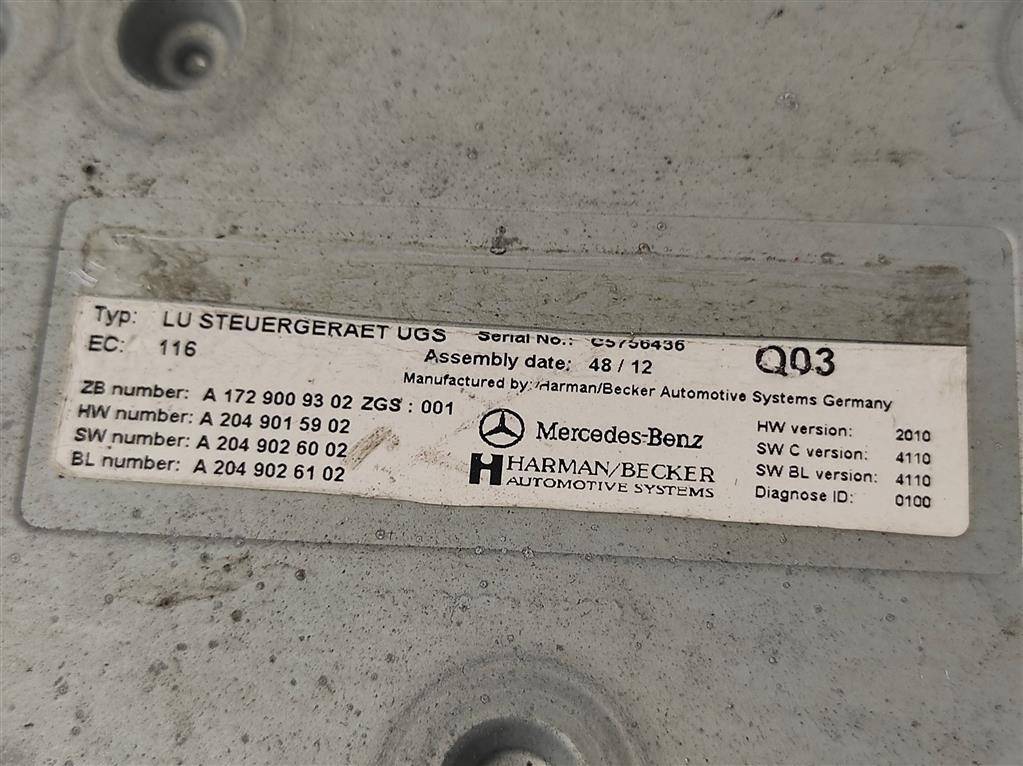 Typ: LU STEUERGERAET UGS Serial No.: C5756436 Q03
EC: 116 Assembly date: 48 / 12
Manufactured by: Harman/Becker Automotive Systems Germany
ZB number: A 172 900 93 02 ZGS : 001
HW number: A 204 901 59 02
SW number: A 204 902 60 02
BL number: A 204 902 61 02
Mercedes-Benz
HARMAN/BECKER
AUTOMOTIVE SYSTEMS
HW version: 2010
SW C version: 4110
SW BL version: 4110
Diagnose ID: 0100